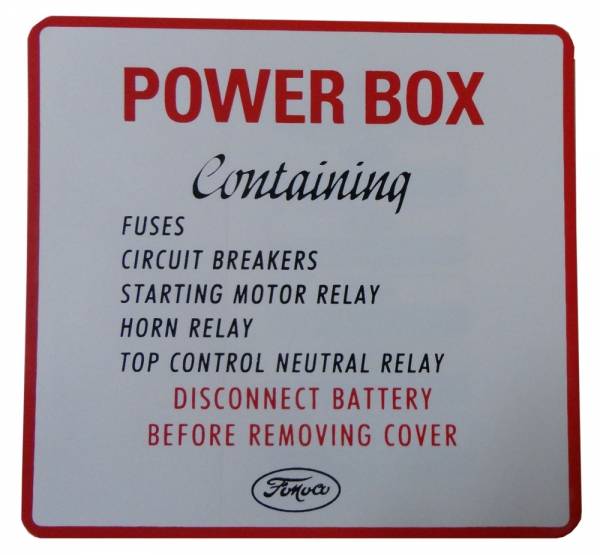 POWER BOX
Containing
FUSES
CIRCUIT BREAKERS
STARTING MOTOR RELAY
HORN RELAY
TOP CONTROL NEUTRAL RELAY
DISCONNECT BATTERY
BEFORE REMOVING COVER
FoMoCo